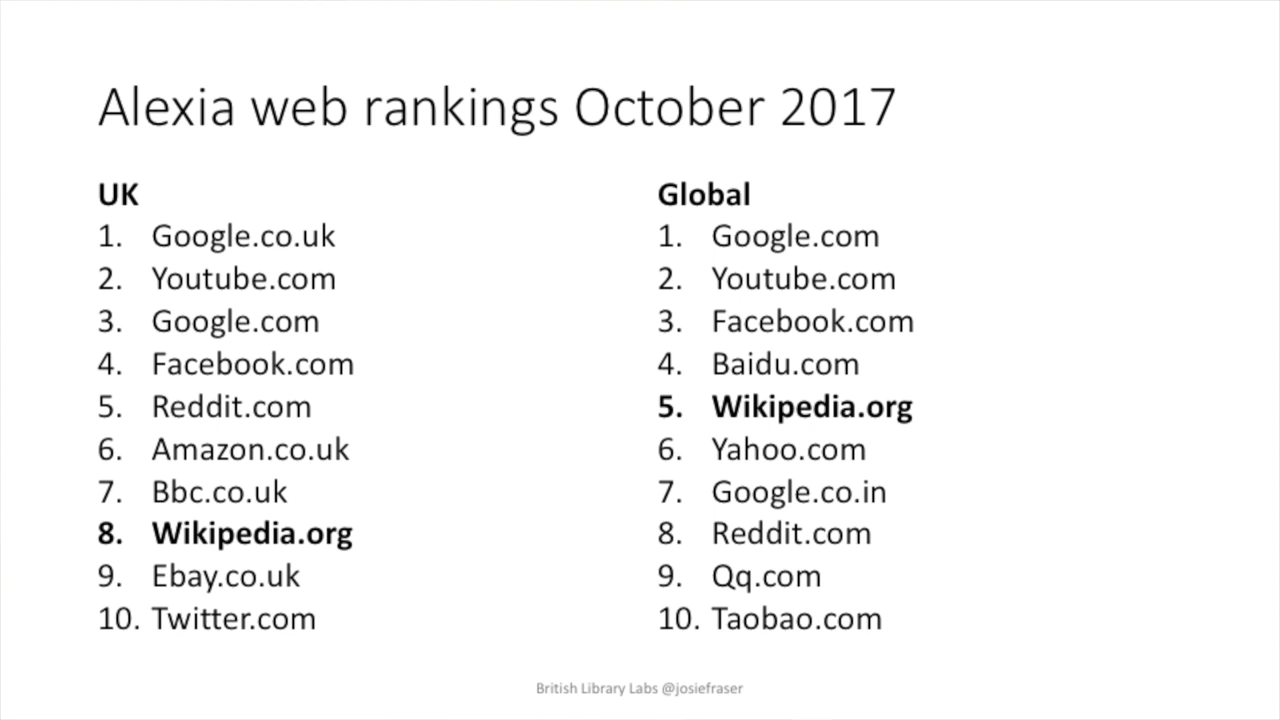 Alexia web rankings October 2017
UK
1. Google.co.uk
2. Youtube.com
3. Google.com
4. Facebook.com
5. Reddit.com
6. Amazon.co.uk
7. Bbc.co.uk
8. Wikipedia.org
9. Ebay.co.uk
10. Twitter.com
Global
1. Google.com
2. Youtube.com
3. Facebook.com
4. Baidu.com
5. Wikipedia.org
6. Yahoo.com
7. Google.co.in
8. Reddit.com
9. Qq.com
10. Taobao.com
British Library Labs @josiefraser